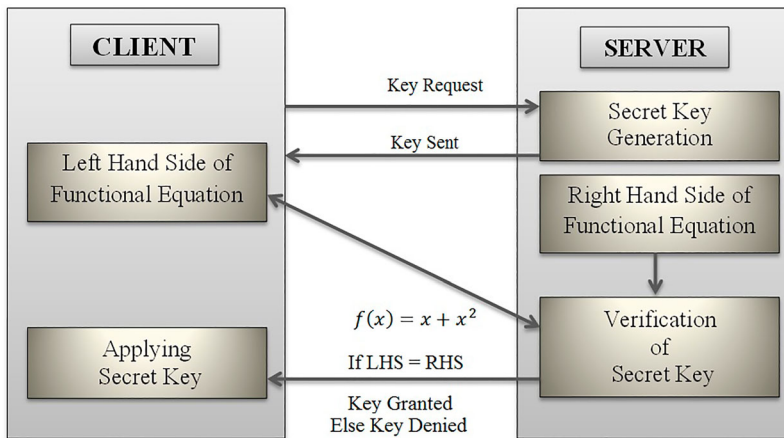 CLIENT
SERVER
Key Request
Secret Key
Generation
Key Sent
Left Hand Side of
Functional Equation
Right Hand Side of
Functional Equation
f(x) = x + x²
If LHS = RHS
Verification
of
Secret Key
Applying
Secret Key
Key Granted
Else Key Denied